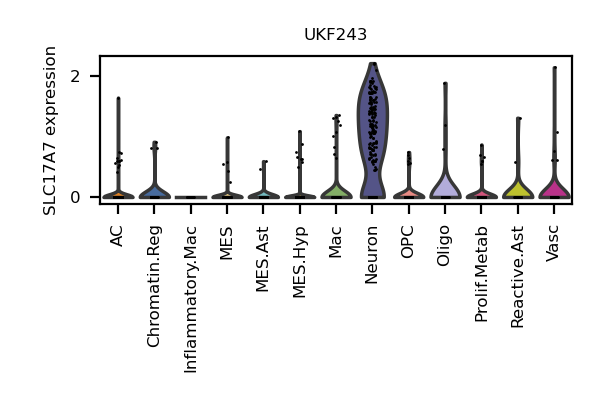 UKF243
SLC17A7 expression
2
0
AC
Chromatin.Reg
Inflammatory.Mac
MES
MES.Ast
MES.Hyp
Mac
Neuron
OPC
Oligo
Prolif.Metab
Reactive.Ast
Vasc